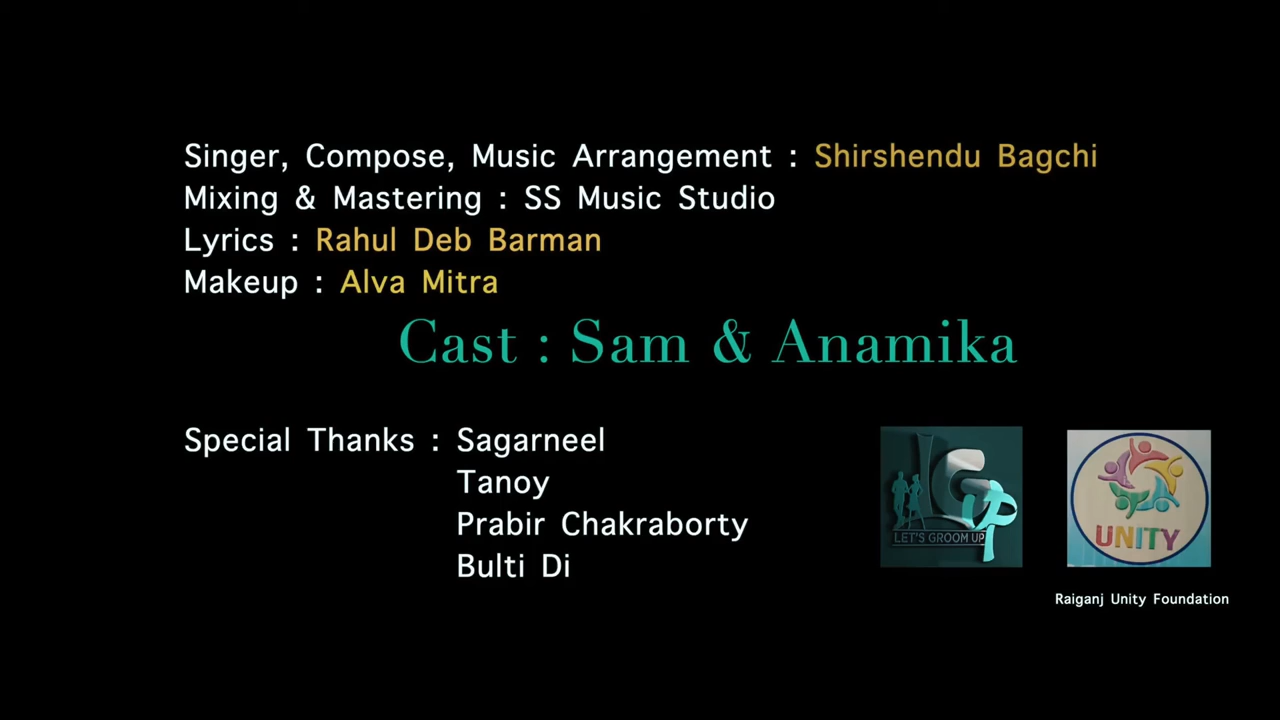 Singer, Compose, Music Arrangement : Shirshendu Bagchi
Mixing & Mastering : SS Music Studio
Lyrics : Rahul Deb Barman
Makeup : Alva Mitra
Cast : Sam & Anamika
Special Thanks : Sagarneel
Tanoy
Prabir Chakraborty
Bulti Di
LGUP
LET'S GROOM UP
UNITY
Raiganj Unity Foundation